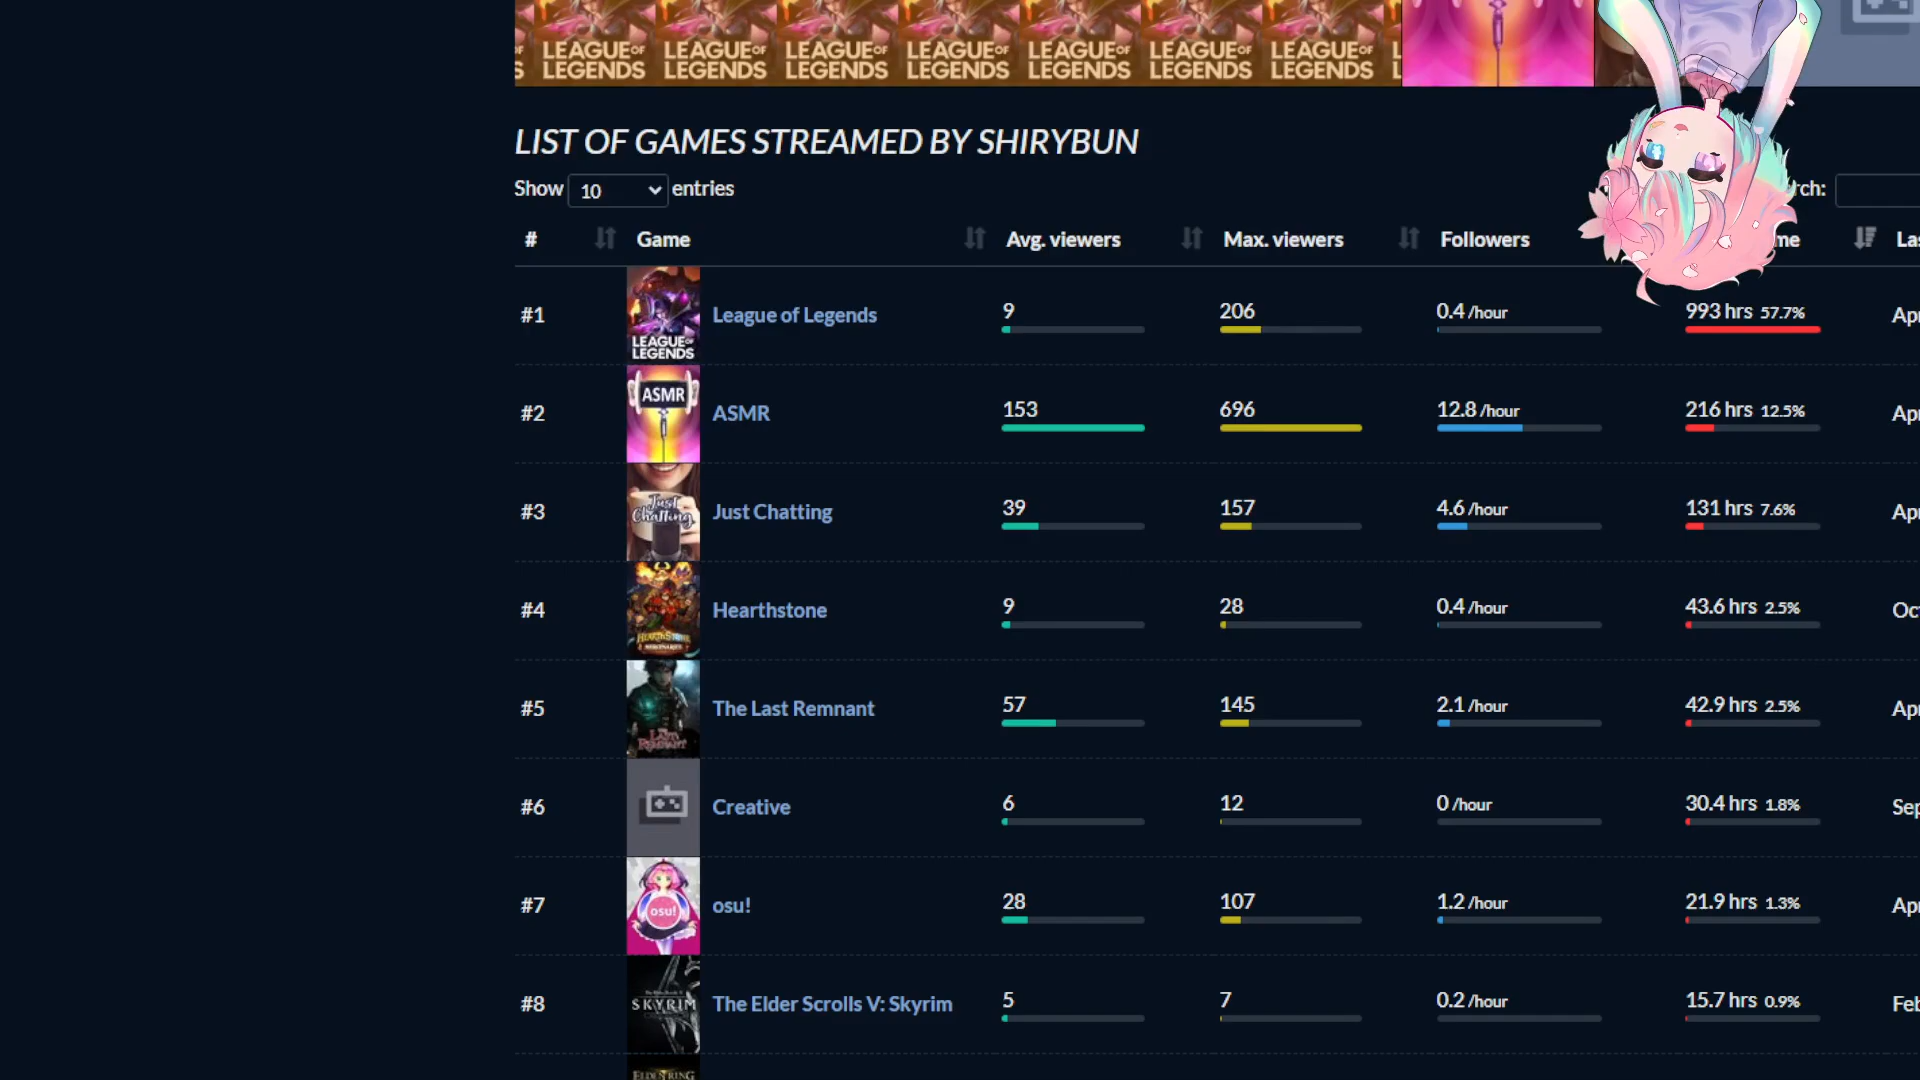 LEAGUE OF LEGENDS LEAGUE OF LEGENDS LEAGUE OF LEGENDS LEAGUE OF LEGENDS LEAGUE OF LEGENDS LEAGUE OF LEGENDS LEAGUE OF LEGENDS
LIST OF GAMES STREAMED BY SHIRYBUN
Show 10 entries
# Game Avg. viewers Max. viewers Followers
#1 LEAGUE OF LEGENDS League of Legends 9 206 0.4 /hour 993 hrs 57.7%
#2 ASMR ASMR 153 696 12.8 /hour 216 hrs 12.5%
#3 Just Chatting Just Chatting 39 157 4.6 /hour 131 hrs 7.6%
#4 HEARTHSTONE Hearthstone 9 28 0.4 /hour 43.6 hrs 2.5%
#5 THE LAST REMNANT The Last Remnant 57 145 2.1 /hour 42.9 hrs 2.5%
#6 Creative 6 12 0 /hour 30.4 hrs 1.8%
#7 osu! osu! 28 107 1.2 /hour 21.9 hrs 1.3%
#8 SKYRIM The Elder Scrolls V: Skyrim 5 7 0.2 /hour 15.7 hrs 0.9%
ELDEN RING